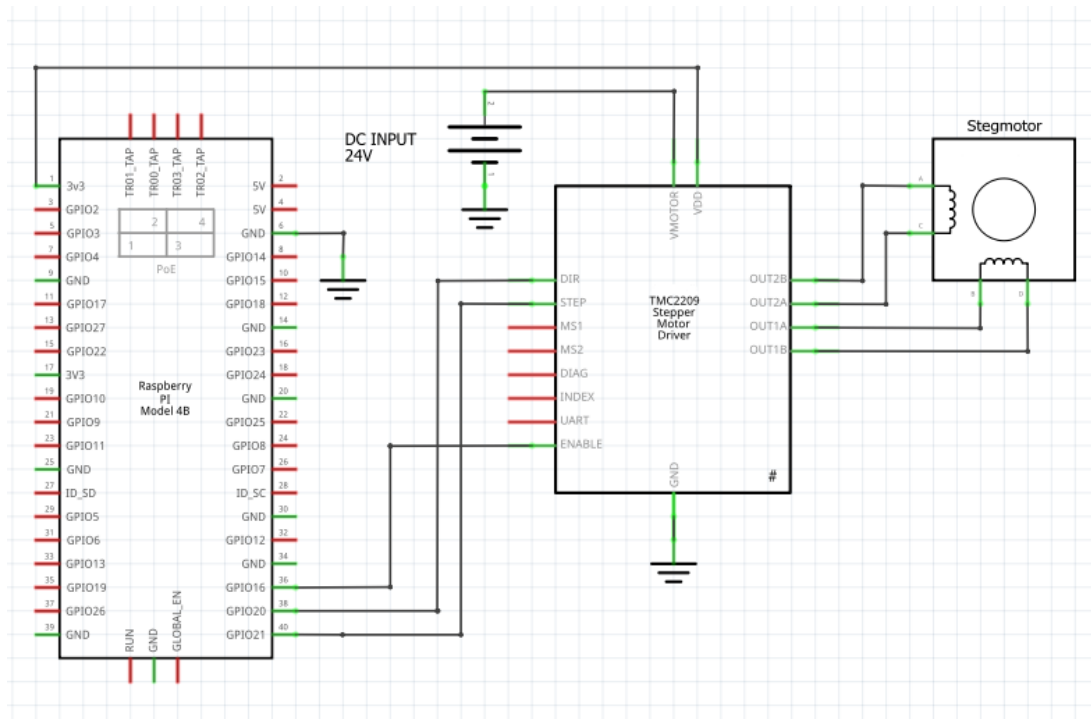 Stegmotor
DC INPUT
24V
TR01_TAP
TR00_TAP
TR03_TAP
TR02_TAP
2 4
1 3
PoE
1 3v3
3 GPIO2
5 GPIO3
7 GPIO4
9 GND
11 GPIO17
13 GPIO27
15 GPIO22
17 3V3
19 GPIO10
21 GPIO9
23 GPIO11
25 GND
27 ID_SD
29 GPIO5
31 GPIO6
33 GPIO13
35 GPIO19
37 GPIO26
39 GND
Raspberry
PI
Model 4B
5V 2
5V 4
GND 6
GPIO14 8
GPIO15 10
GPIO18 12
GND 14
GPIO23 16
GPIO24 18
GND 20
GPIO25 22
GPIO8 24
GPIO7 26
ID_SC 28
GND 30
GPIO12 32
GND 34
GPIO16 36
GPIO20 38
GPIO21 40
RUN
GND
GLOBAL_EN
2
1
VMOTOR
VDD
DIR
STEP
MS1
MS2
DIAG
INDEX
UART
ENABLE
TMC2209
Stepper
Motor
Driver
OUT2B
OUT2A
OUT1A
OUT1B
GND
#
A
C
B
D